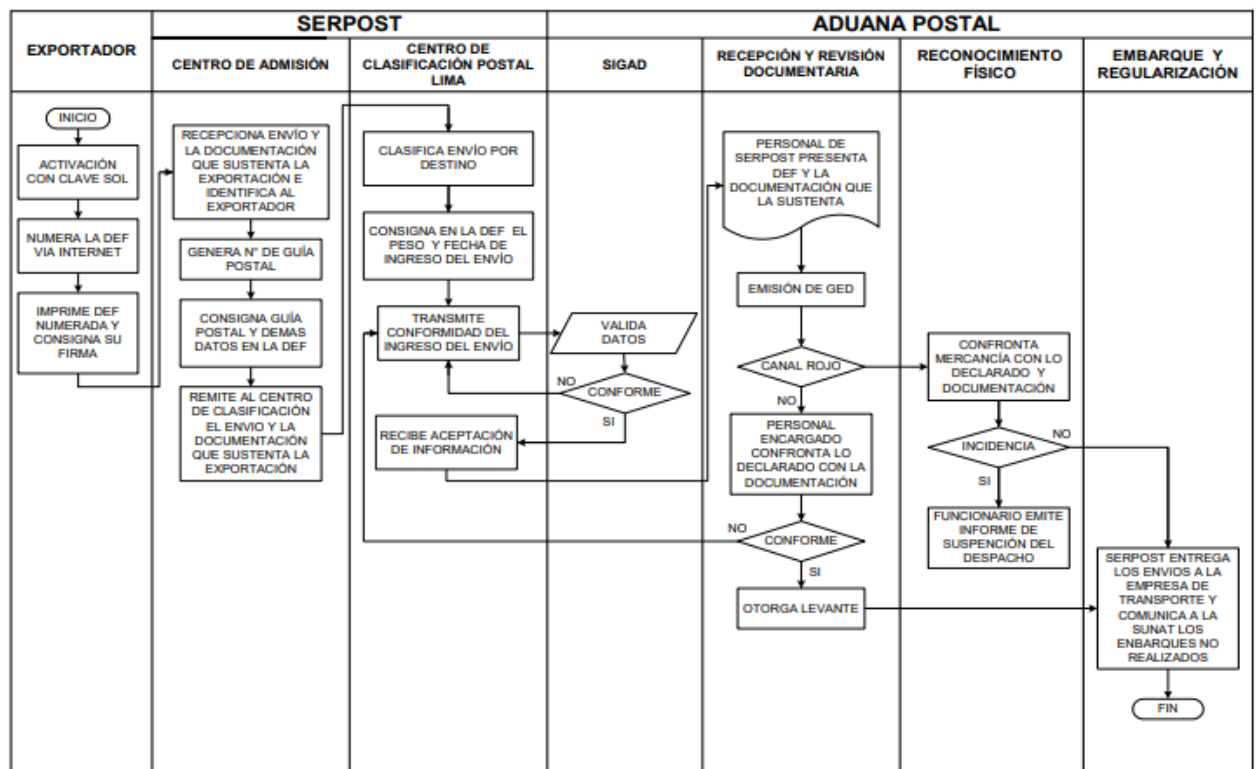 SERPOST
ADUANA POSTAL
EXPORTADOR
CENTRO DE ADMISIÓN
CENTRO DE
CLASIFICACIÓN POSTAL
LIMA
SIGAD
RECEPCIÓN Y REVISIÓN
DOCUMENTARIA
RECONOCIMIENTO
FÍSICO
EMBARQUE Y
REGULARIZACIÓN
INICIO
ACTIVACIÓN
CON CLAVE SOL
NUMERA LA DEF
VIA INTERNET
IMPRIME DEF
NUMERADA Y
CONSIGNA SU
FIRMA
RECEPCIONA ENVÍO Y
LA DOCUMENTACIÓN
QUE SUSTENTA LA
EXPORTACIÓN E
IDENTIFICA AL
EXPORTADOR
GENERA N° DE GUÍA
POSTAL
CONSIGNA GUÍA
POSTAL Y DEMAS
DATOS EN LA DEF
REMITE AL CENTRO
DE CLASIFICACIÓN
EL ENVIO Y LA
DOCUMENTACIÓN
QUE SUSTENTA LA
EXPORTACIÓN
CLASIFICA ENVÍO POR
DESTINO
CONSIGNA EN LA DEF EL
PESO Y FECHA DE
INGRESO DEL ENVÍO
TRANSMITE
CONFORMIDAD DEL
INGRESO DEL ENVÍO
RECIBE ACEPTACIÓN
DE INFORMACIÓN
VALIDA
DATOS
NO
CONFORME
SI
PERSONAL DE
SERPOST PRESENTA
DEF Y LA
DOCUMENTACIÓN QUE
LA SUSTENTA
EMISIÓN DE GED
CANAL ROJO
NO
PERSONAL
ENCARGADO
CONFRONTA LO
DECLARADO CON LA
DOCUMENTACIÓN
NO
CONFORME
SI
OTORGA LEVANTE
CONFRONTA
MERCANCÍA CON LO
DECLARADO Y
DOCUMENTACIÓN
INCIDENCIA
NO
SI
FUNCIONARIO EMITE
INFORME DE
SUSPENCIÓN DEL
DESPACHO
SERPOST ENTREGA
LOS ENVIOS A LA
EMPRESA DE
TRANSPORTE Y
COMUNICA A LA
SUNAT LOS
ENBARQUES NO
REALIZADOS
FIN